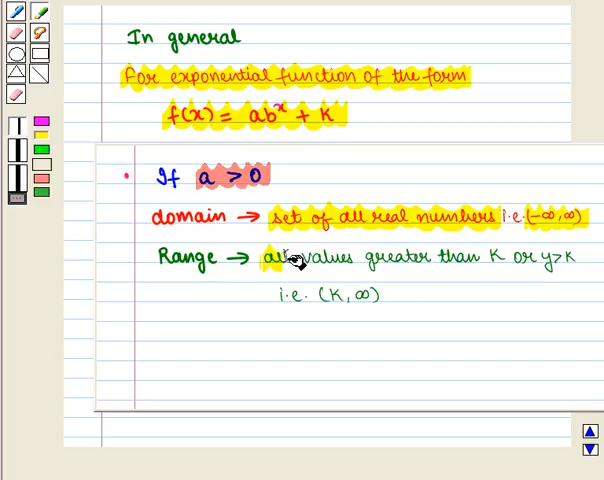 In general
For exponential function of the form
f(x) = ab^x + K
• If a > 0
domain → set of all real numbers i.e (-∞,∞)
Range → all values greater than K or y>K
i.e. (K, ∞)